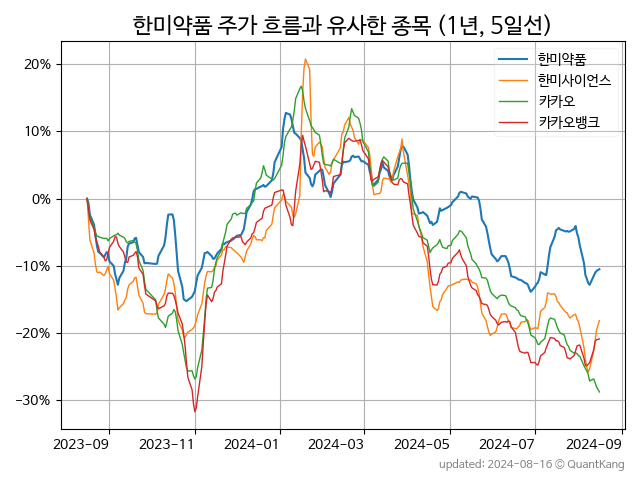 한미약품 주가 흐름과 유사한 종목 (1년, 5일선)
한미약품
한미사이언스
카카오
카카오뱅크
20%
10%
0%
−10%
−20%
−30%
2023-09 2023-11 2024-01 2024-03 2024-05 2024-07 2024-09
updated: 2024-08-16 © QuantKang